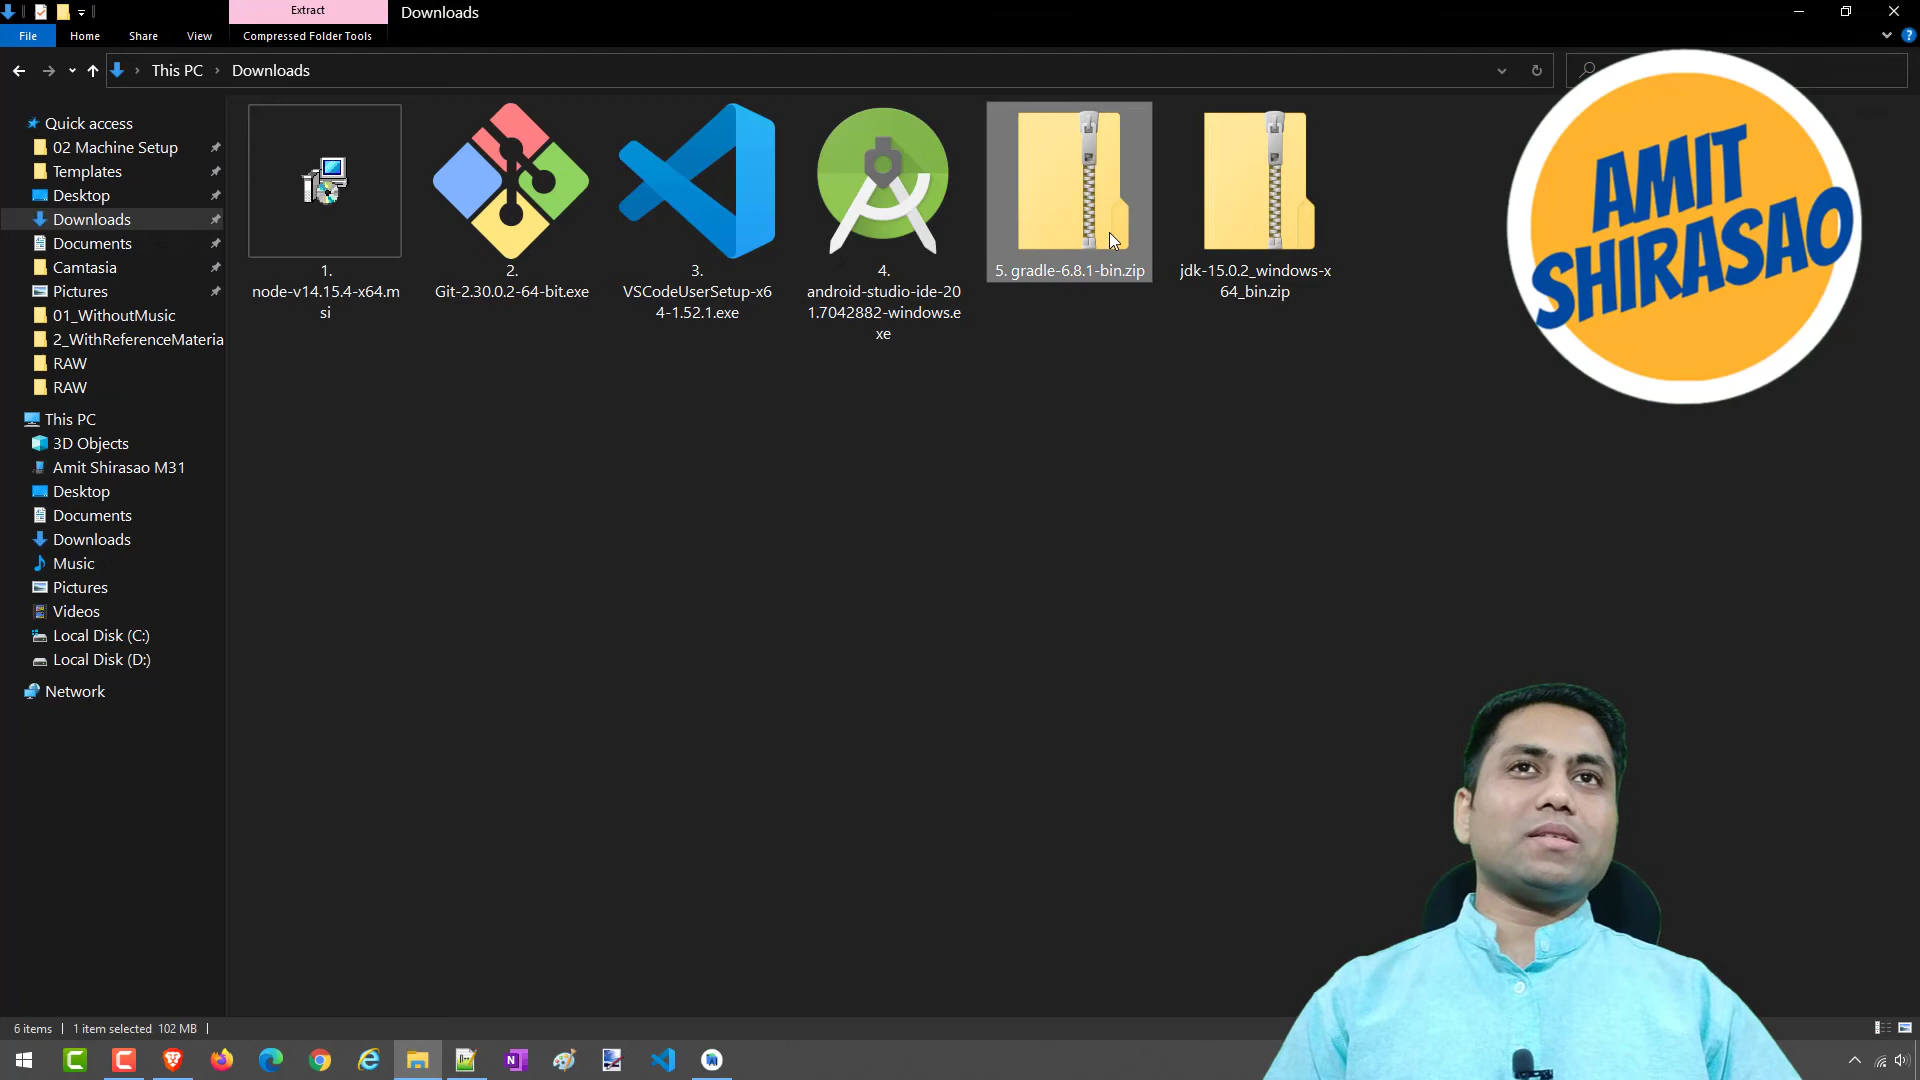 Extract
Downloads
File
Home
Share
View
Compressed Folder Tools
This PC
Downloads
Quick access
02 Machine Setup
Templates
Desktop
Downloads
Documents
Camtasia
Pictures
01_WithoutMusic
2_WithReferenceMateria
RAW
RAW
This PC
3D Objects
Amit Shirasao M31
Desktop
Documents
Downloads
Music
Pictures
Videos
Local Disk (C:)
Local Disk (D:)
Network
1.
node-v14.15.4-x64.m
si
2.
Git-2.30.0.2-64-bit.exe
3.
VSCodeUserSetup-x6
4-1.52.1.exe
4.
android-studio-ide-20
1.7042882-windows.e
xe
5. gradle-6.8.1-bin.zip
jdk-15.0.2_windows-x
64_bin.zip
AMIT
SHIRASAO
6 items
1 item selected 102 MB